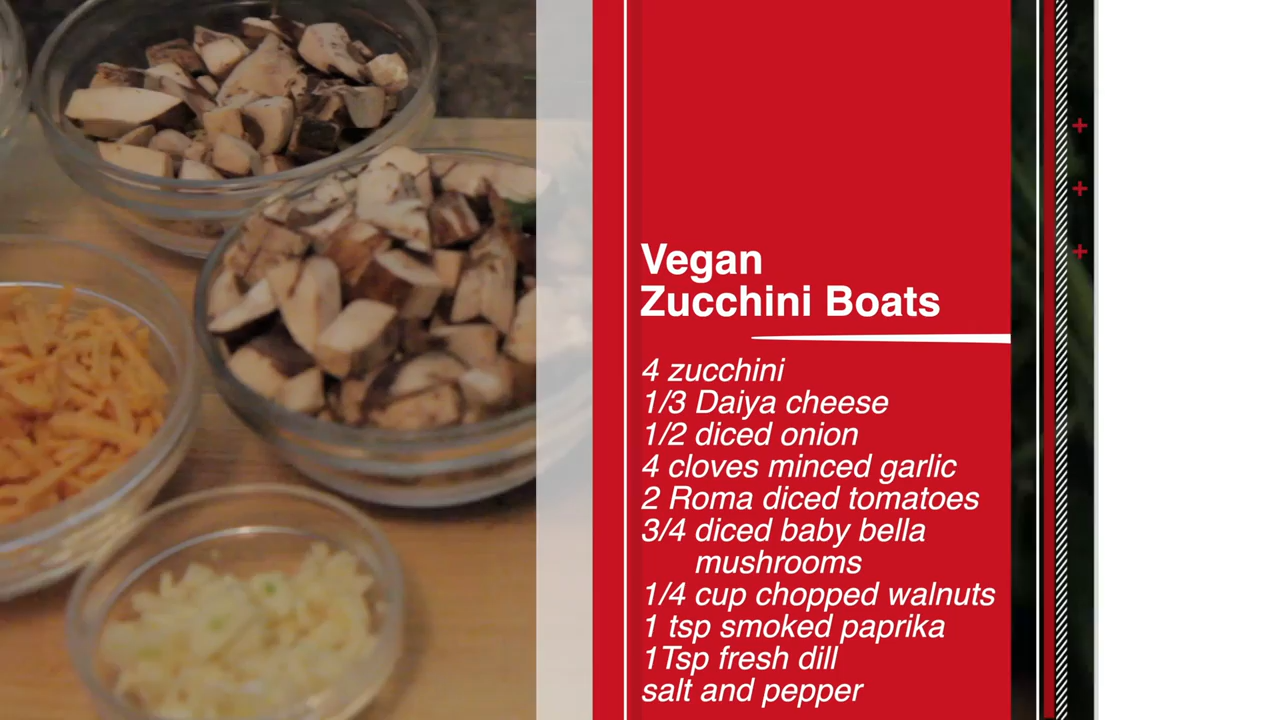 Vegan
Zucchini Boats
4 zucchini
1/3 Daiya cheese
1/2 diced onion
4 cloves minced garlic
2 Roma diced tomatoes
3/4 diced baby bella
mushrooms
1/4 cup chopped walnuts
1 tsp smoked paprika
1Tsp fresh dill
salt and pepper